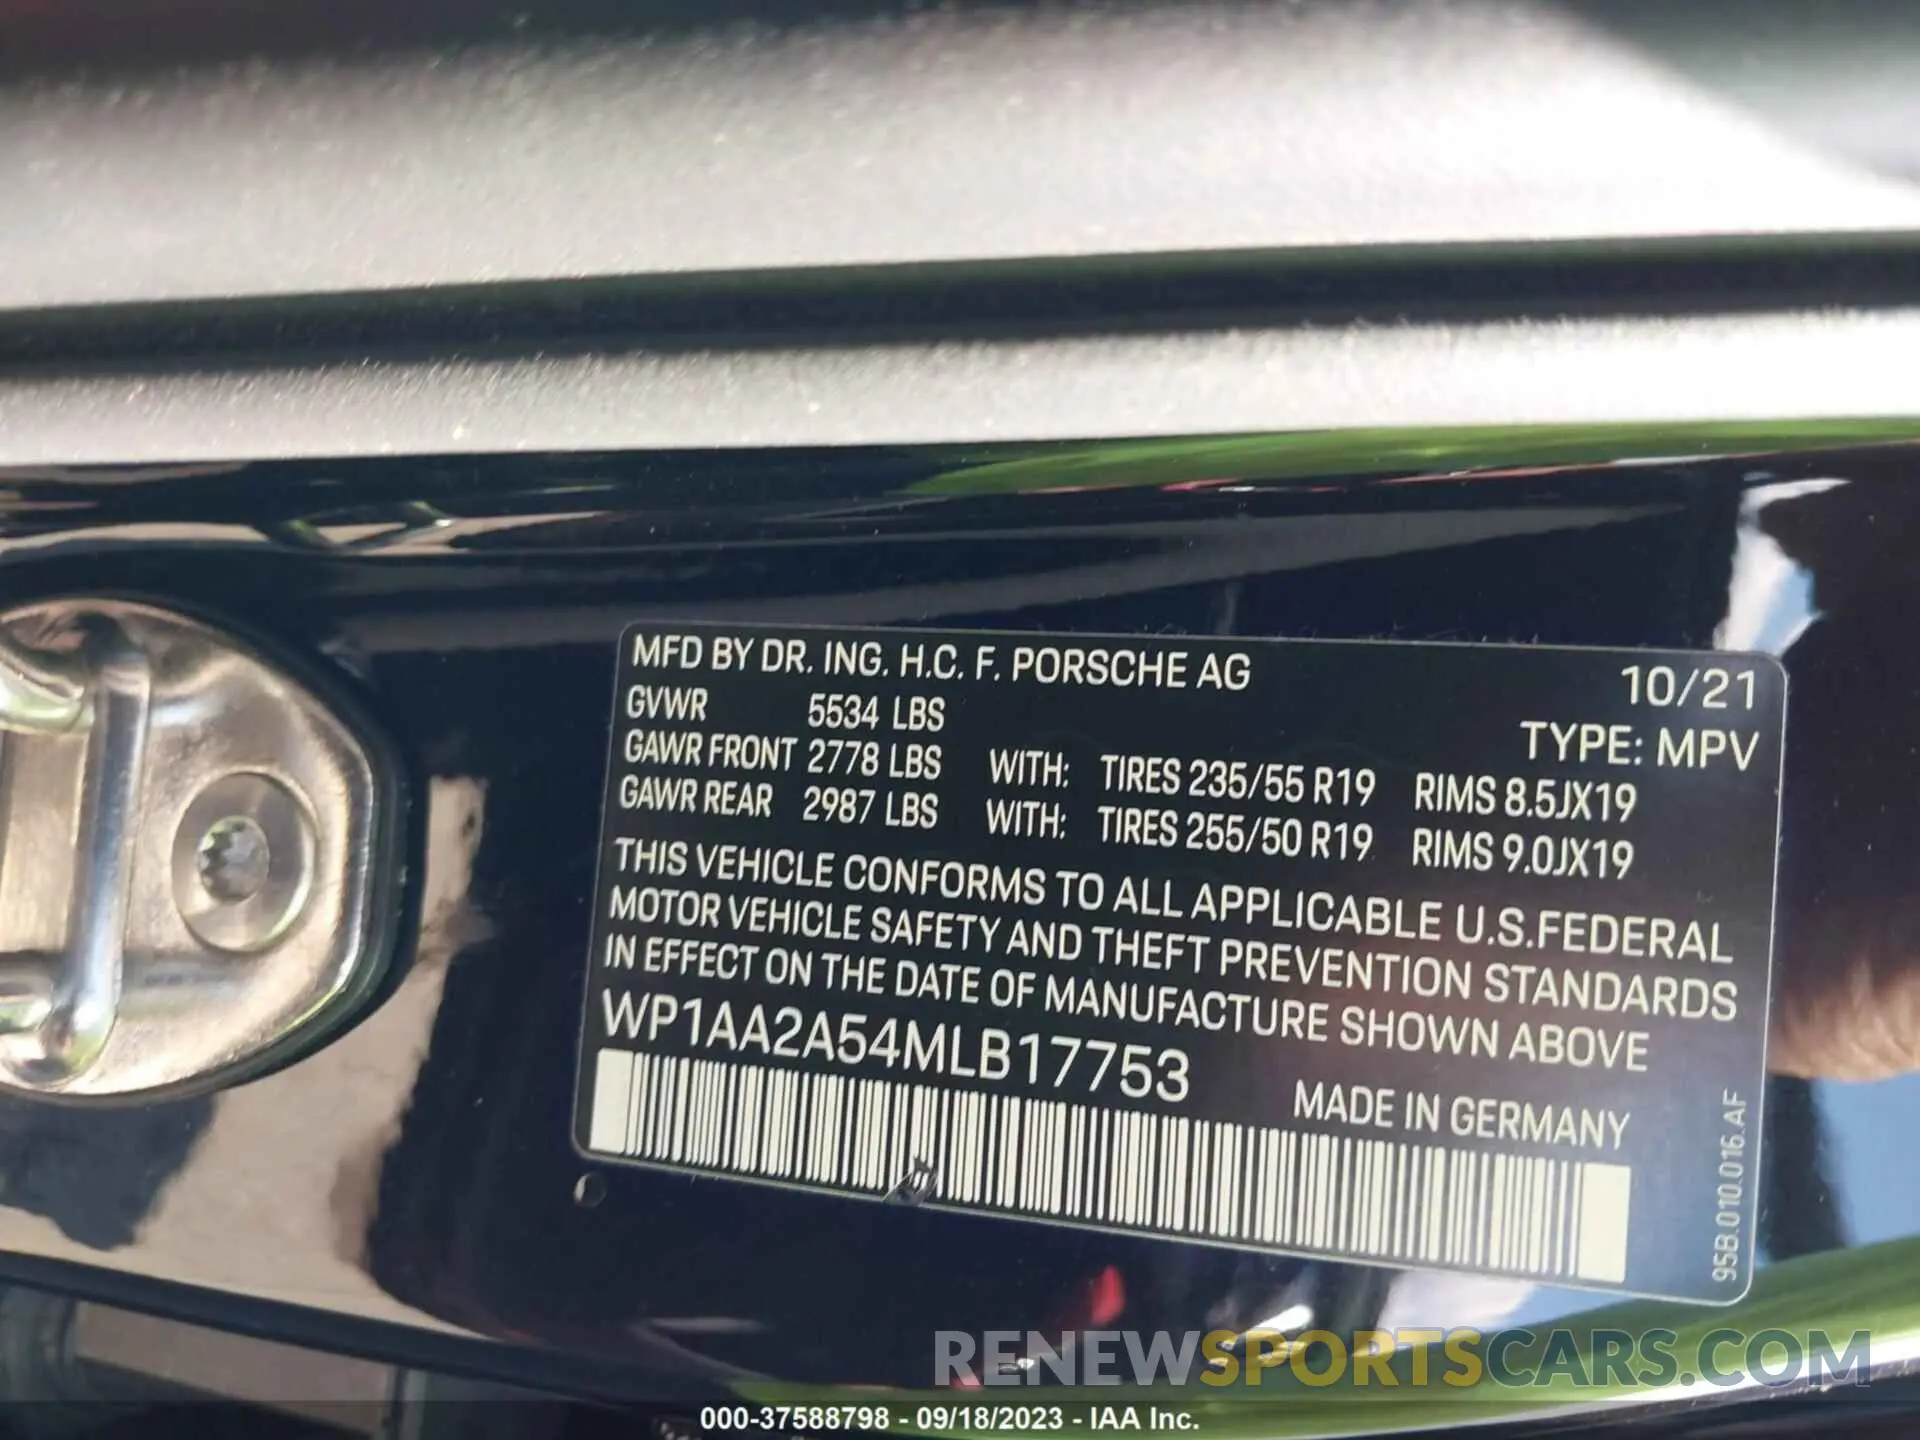 MFD BY DR. ING. H.C. F. PORSCHE AG 10/21
GVWR 5534 LBS TYPE: MPV
GAWR FRONT 2778 LBS WITH: TIRES 235/55 R19 RIMS 8.5JX19
GAWR REAR 2987 LBS WITH: TIRES 255/50 R19 RIMS 9.0JX19
THIS VEHICLE CONFORMS TO ALL APPLICABLE U.S.FEDERAL
MOTOR VEHICLE SAFETY AND THEFT PREVENTION STANDARDS
IN EFFECT ON THE DATE OF MANUFACTURE SHOWN ABOVE
WP1AA2A54MLB17753
MADE IN GERMANY
95B.010.016.AF
RENEWSPORTSCARS.COM
000-37588798 - 09/18/2023 - IAA Inc.